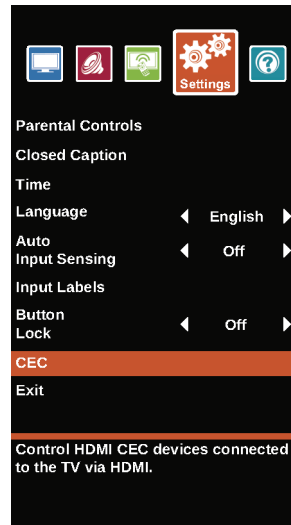 Settings
Parental Controls
Closed Caption
Time
Language English
Auto
Input Sensing Off
Input Labels
Button
Lock Off
CEC
Exit
Control HDMI CEC devices connected
to the TV via HDMI.